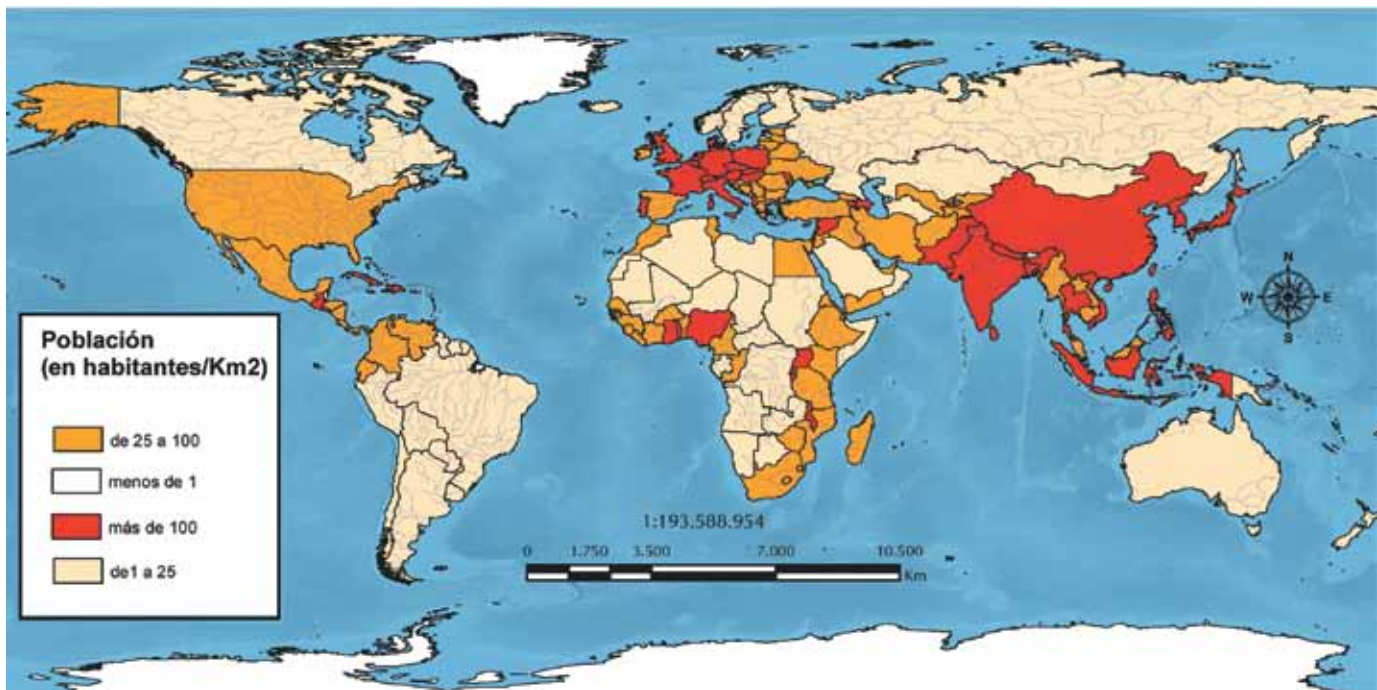 Población
(en habitantes/Km2)
de 25 a 100
menos de 1
más de 100
de1 a 25
N
W E
S
1:193.588.954
0 1.750 3.500 7.000 10.500
Km